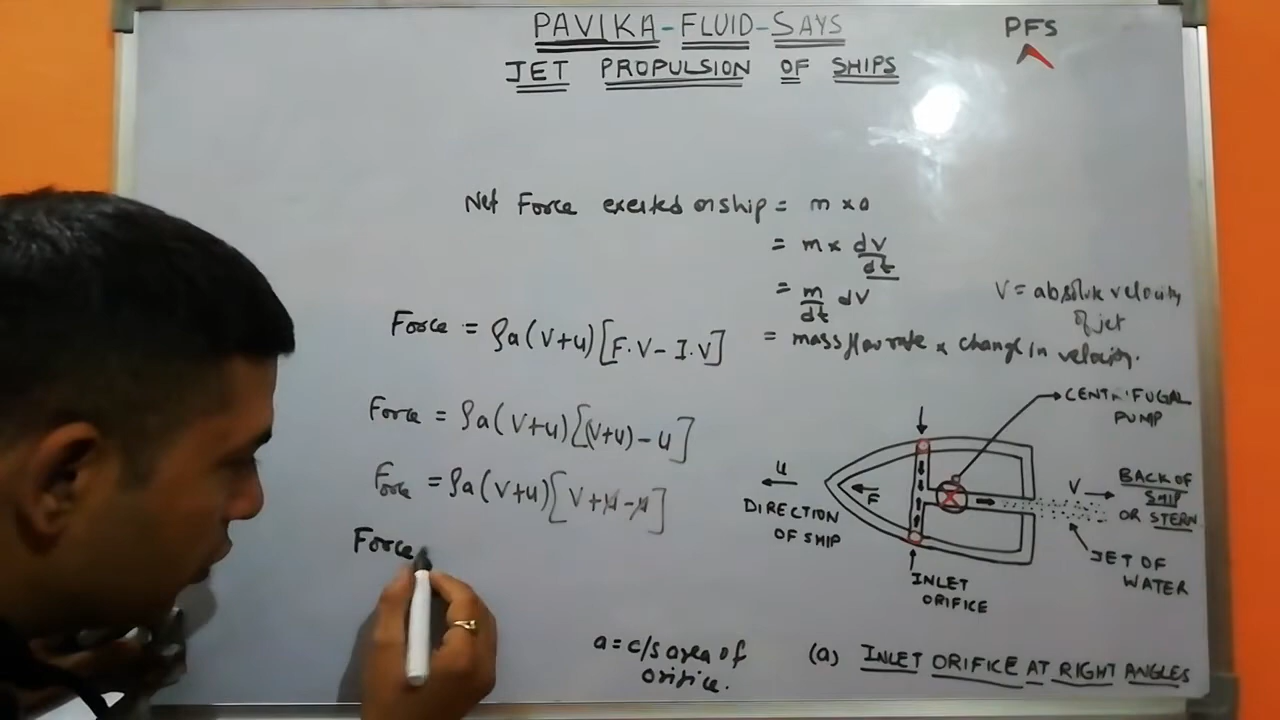 PAVIKA-FLUID-SAYS
PFS
JET PROPULSION OF SHIPS
Net Force exerted on ship = m x a
= m x dv/dt
= m/dt dv
V = absolute velocity
of jet
Force = ρa(V+u)[F.V - I.V]
= mass flow rate x change in velocity.
Force = ρa(V+u)[(V+u) - u]
Force = ρa(V+u)[V+u-u]
Force
CENTRIFUGAL
PUMP
u
DIRECTION
OF SHIP
F
V
BACK OF
SHIP
OR STERN
JET OF
WATER
INLET
ORIFICE
a = c/s area of
orifice.
(a) INLET ORIFICE AT RIGHT ANGLES